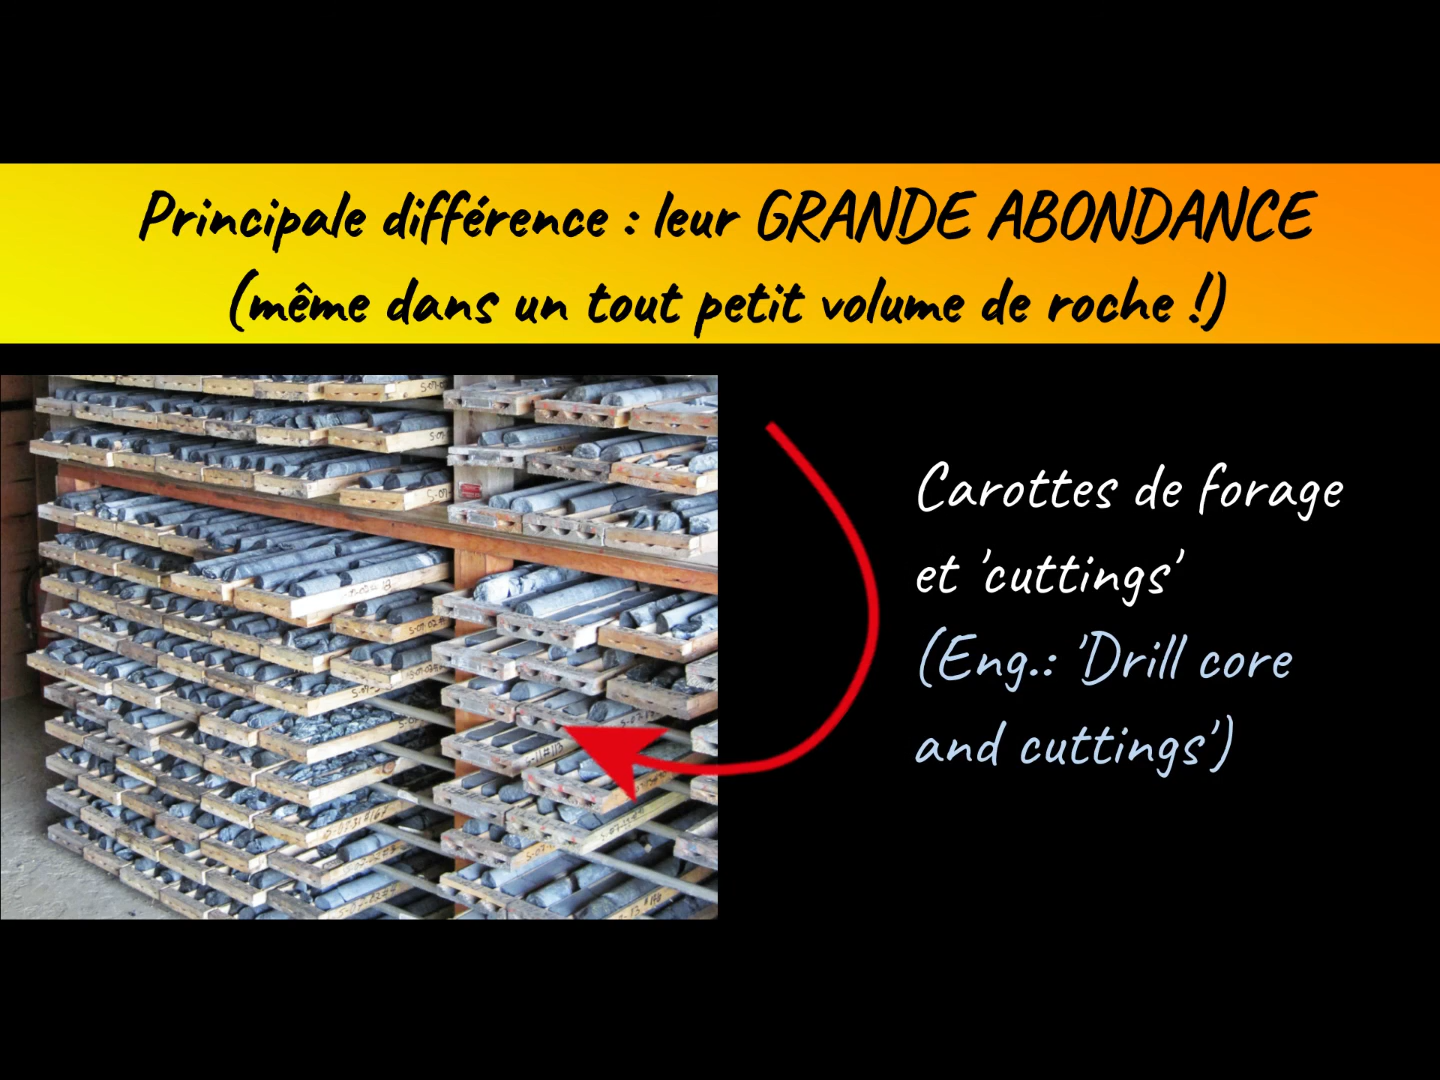 Principale différence : leur GRANDE ABONDANCE
(même dans un tout petit volume de roche !)
Carottes de forage
et 'cuttings'
(Eng.: 'Drill core
and cuttings')